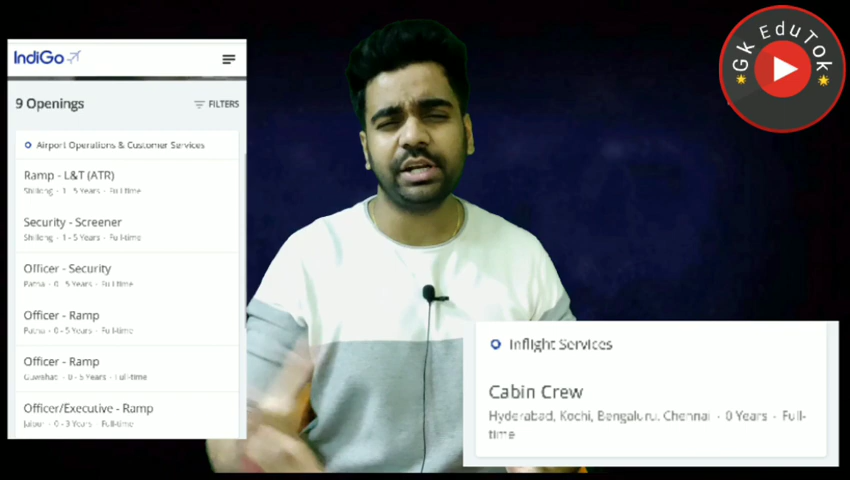 IndiGo
9 Openings
FILTERS
Airport Operations & Customer Services
Ramp - L&T (ATR)
Shillong - 1 - 5 Years - Full-time
Security - Screener
Shillong - 1 - 5 Years - Full-time
Officer - Security
Patna - 0 - 5 Years - Full-time
Officer - Ramp
Patna - 0 - 5 Years - Full-time
Officer - Ramp
Guwahati - 0 - 5 Years - Full-time
Officer/Executive - Ramp
Jaipur - 0 - 3 Years - Full-time
Gk EduTok
Inflight Services
Cabin Crew
Hyderabad, Kochi, Bengaluru, Chennai - 0 Years - Full-
time